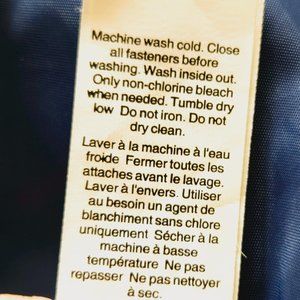 Machine wash cold. Close
all fasteners before
washing. Wash inside out.
Only non-chlorine bleach
when needed. Tumble dry
low Do not iron. Do not
dry clean.
Laver à la machine à l'eau
froide Fermer toutes les
attaches avant le lavage.
Laver à l'envers. Utiliser
au besoin un agent de
blanchiment sans chlore
uniquement Sécher à la
machine à basse
température Ne pas
repasser Ne pas nettoyer
à sec.